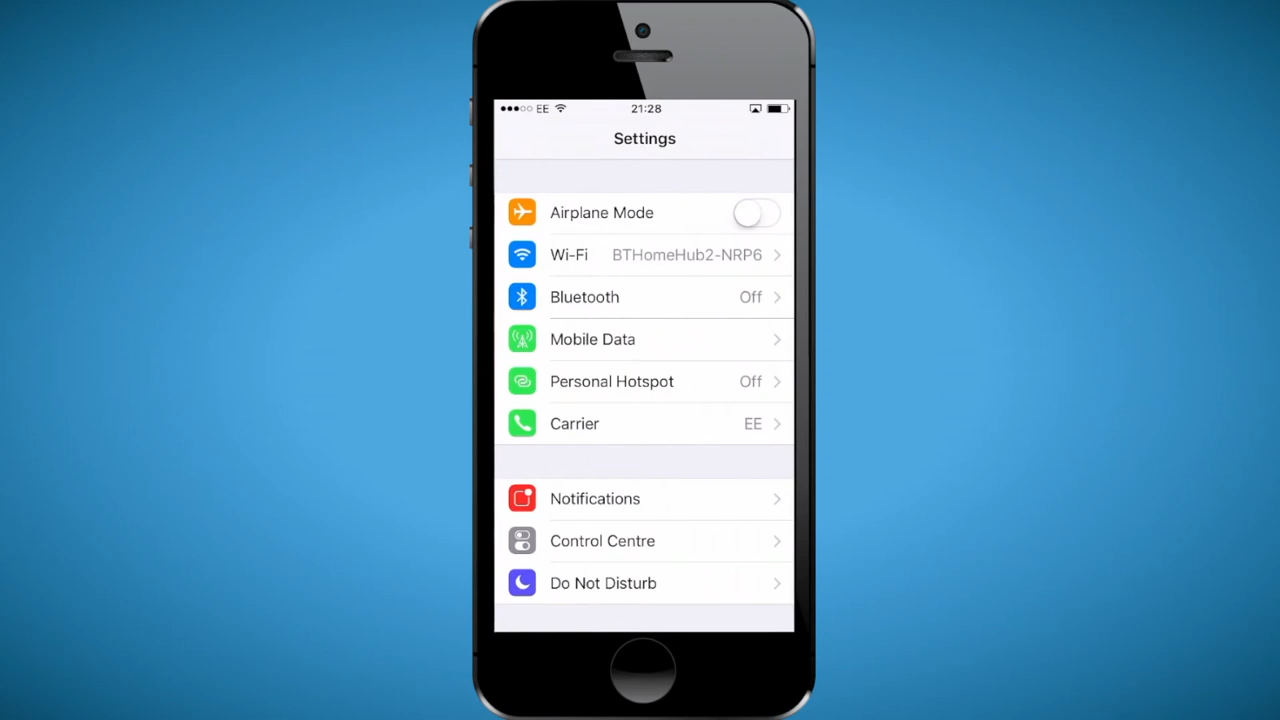 EE 21:28
Settings
Airplane Mode
Wi-Fi BTHomeHub2-NRP6
Bluetooth Off
Mobile Data
Personal Hotspot Off
Carrier EE
Notifications
Control Centre
Do Not Disturb